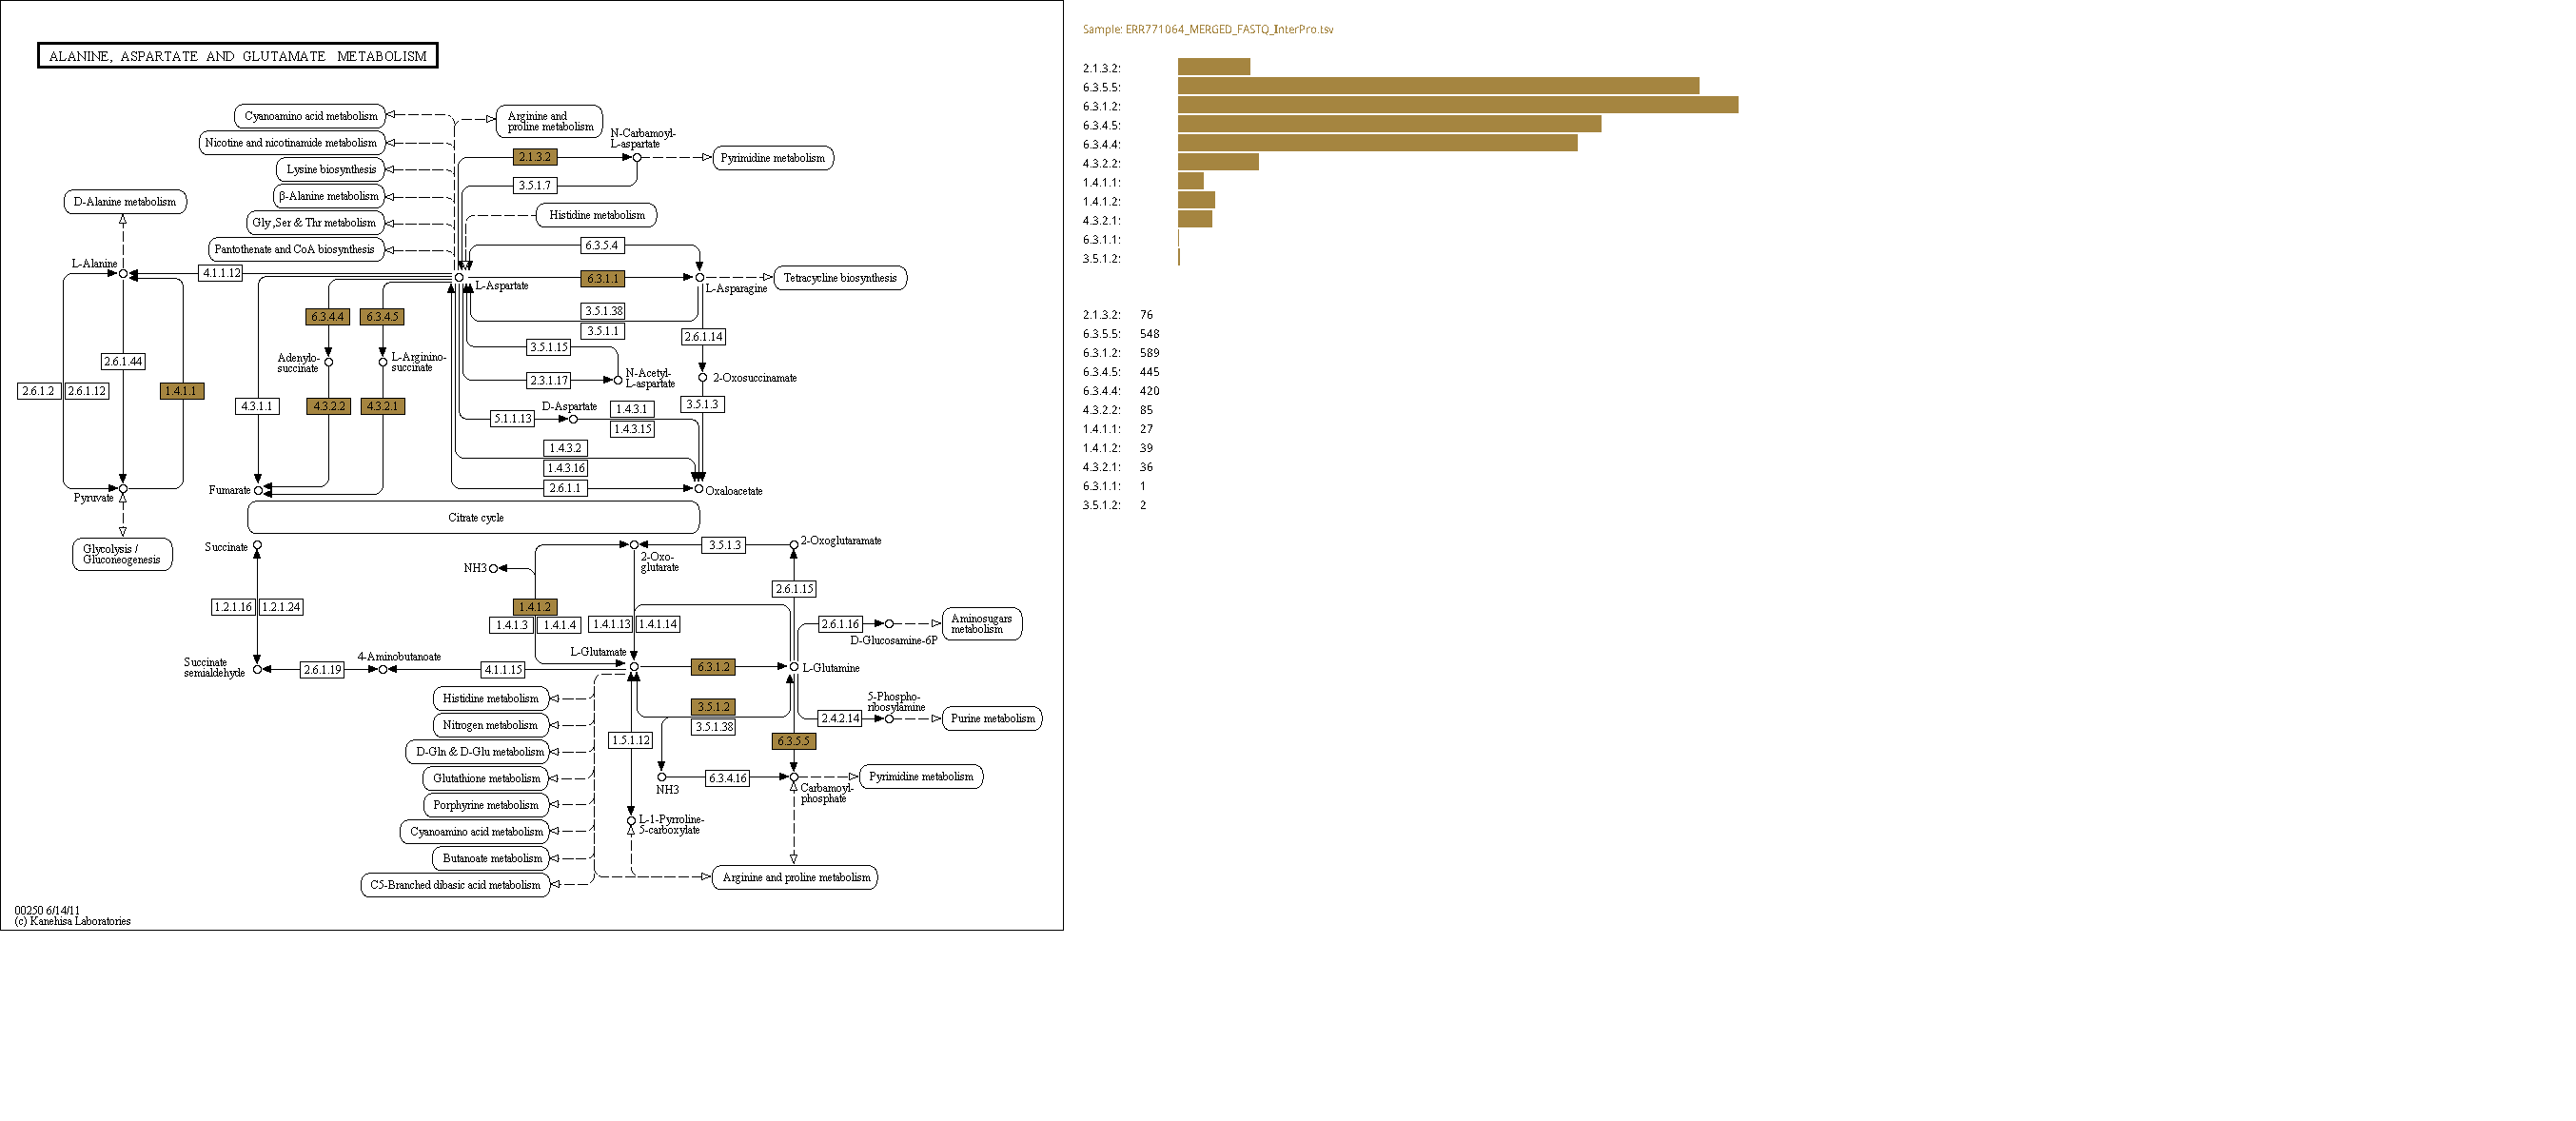 ALANINE, ASPARTATE AND GLUTAMATE METABOLISM
Cyanoamino acid metabolism
Arginine and
proline metabolism
Nicotine and nicotinamide metabolism
N-Carbamoyl-
L-aspartate
2.1.3.2
Pyrimidine metabolism
Lysine biosynthesis
3.5.1.7
β-Alanine metabolism
D-Alanine metabolism
Histidine metabolism
Gly ,Ser & Thr metabolism
Pantothenate and CoA biosynthesis
6.3.5.4
L-Alanine
4.1.1.12
6.3.1.1
Tetracycline biosynthesis
L-Aspartate
L-Asparagine
6.3.4.4
6.3.4.5
3.5.1.38
3.5.1.1
2.6.1.14
3.5.1.15
Adenylo-
succinate
L-Arginino-
succinate
2.6.1.44
2.3.1.17
N-Acetyl-
L-aspartate
2-Oxosuccinamate
2.6.1.2
2.6.1.12
1.4.1.1
4.3.1.1
4.3.2.2
4.3.2.1
D-Aspartate
1.4.3.1
3.5.1.3
5.1.1.13
1.4.3.15
1.4.3.2
1.4.3.16
2.6.1.1
Pyruvate
Fumarate
Oxaloacetate
Citrate cycle
Glycolysis /
Gluconeogenesis
Succinate
3.5.1.3
2-Oxoglutaramate
2-Oxo-
glutarate
NH3
2.6.1.15
1.2.1.16
1.2.1.24
1.4.1.2
1.4.1.3
1.4.1.4
1.4.1.13
1.4.1.14
2.6.1.16
Aminosugars
metabolism
D-Glucosamine-6P
L-Glutamate
Succinate
semialdehyde
4-Aminobutanoate
2.6.1.19
4.1.1.15
6.3.1.2
L-Glutamine
Histidine metabolism
5-Phospho-
ribosylamine
3.5.1.2
3.5.1.38
2.4.2.14
Purine metabolism
Nitrogen metabolism
1.5.1.12
6.3.5.5
D-Gln & D-Glu metabolism
Glutathione metabolism
6.3.4.16
Pyrimidine metabolism
NH3
Carbamoyl-
phosphate
Porphyrine metabolism
L-1-Pyrroline-
5-carboxylate
Cyanoamino acid metabolism
Butanoate metabolism
Arginine and proline metabolism
C5-Branched dibasic acid metabolism
00250 6/14/11
(c) Kanehisa Laboratories
Sample: ERR771064_MERGED_FASTQ_InterPro.tsv
2.1.3.2:
6.3.5.5:
6.3.1.2:
6.3.4.5:
6.3.4.4:
4.3.2.2:
1.4.1.1:
1.4.1.2:
4.3.2.1:
6.3.1.1:
3.5.1.2:
2.1.3.2: 76
6.3.5.5: 548
6.3.1.2: 589
6.3.4.5: 445
6.3.4.4: 420
4.3.2.2: 85
1.4.1.1: 27
1.4.1.2: 39
4.3.2.1: 36
6.3.1.1: 1
3.5.1.2: 2